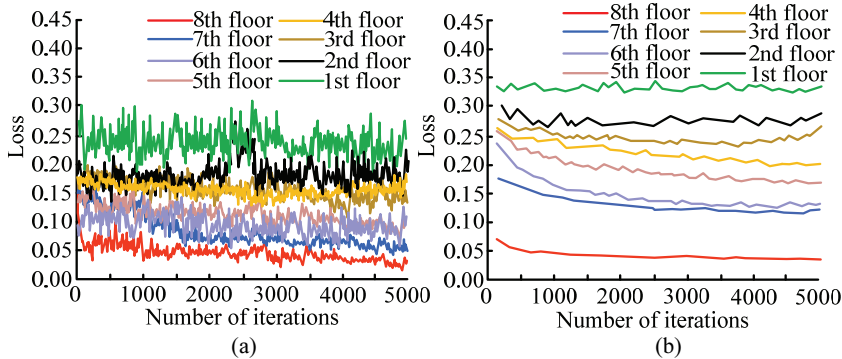 8th floor 4th floor
7th floor 3rd floor
6th floor 2nd floor
5th floor 1st floor
Loss
0.45
0.40
0.35
0.30
0.25
0.20
0.15
0.10
0.05
0.00
0 1000 2000 3000 4000 5000
Number of iterations
(a)
8th floor 4th floor
7th floor 3rd floor
6th floor 2nd floor
5th floor 1st floor
Loss
0.45
0.40
0.35
0.30
0.25
0.20
0.15
0.10
0.05
0.00
0 1000 2000 3000 4000 5000
Number of iterations
(b)